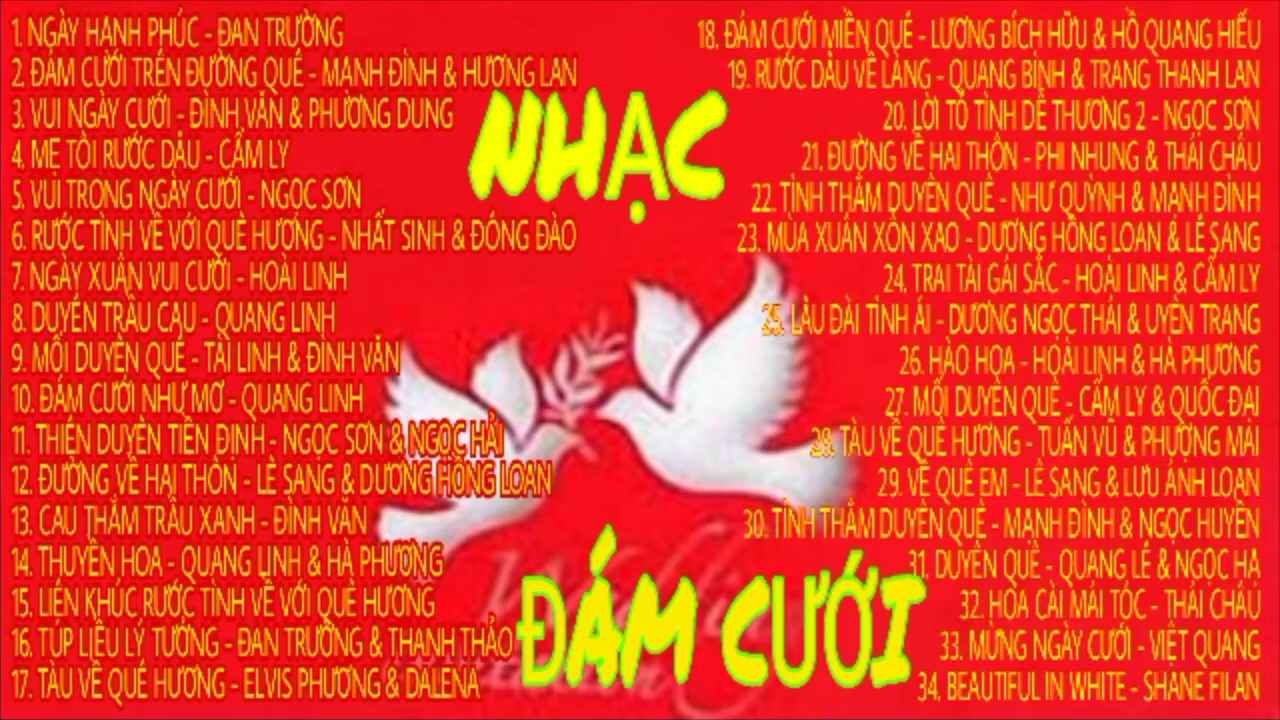 1. NGÀY HẠNH PHÚC - ĐAN TRƯỜNG
2. ĐÁM CƯỚI TRÊN ĐƯỜNG QUÊ - MẠNH ĐÌNH & HƯƠNG LAN
3. VUI NGÀY CƯỚI - ĐÌNH VĂN & PHƯỢNG DUNG
4. MẸ TÔI RƯỚC DÂU - CẨM LY
5. VUI TRONG NGÀY CƯỚI - NGỌC SƠN
6. RƯỚC TÌNH VỀ VỚI QUÊ HƯƠNG - NHẤT SINH & ĐÔNG ĐÀO
7. NGÀY XUÂN VUI CƯỚI - HOÀI LINH
8. DUYÊN TRẦU CAU - QUANG LINH
9. MỐI DUYÊN QUÊ - TÀI LINH & ĐÌNH VĂN
10. ĐÁM CƯỚI NHƯ MƠ - QUANG LINH
11. THIÊN DUYÊN TIỀN ĐỊNH - NGỌC SƠN & NGỌC HẢI
12. ĐƯỜNG VỀ HAI THÔN - LÊ SANG & DƯƠNG HỒNG LOAN
13. CAU THẮM TRẦU XANH - ĐÌNH VĂN
14. THUYỀN HOA - QUANG LINH & HÀ PHƯƠNG
15. LIÊN KHÚC RƯỚC TÌNH VỀ VỚI QUÊ HƯƠNG
16. TÚP LIỀU LÝ TƯỞNG - ĐAN TRƯỜNG & THANH THẢO
17. TÀU VỀ QUÊ HƯƠNG - ELVIS PHƯƠNG & DALENA
NHẠC
ĐÁM CƯỚI
18. ĐÁM CƯỚI MIỀN QUÊ - LƯƠNG BÍCH HỮU & HỒ QUANG HIẾU
19. RƯỚC DÂU VỀ LÀNG - QUANG BÌNH & TRANG THANH LAN
20. LỜI TỎ TÌNH DỄ THƯƠNG 2 - NGỌC SƠN
21. ĐƯỜNG VỀ HAI THÔN - PHI NHUNG & THÁI CHÂU
22. TÌNH THẮM DUYÊN QUÊ - NHƯ QUỲNH & MẠNH ĐÌNH
23. MÙA XUÂN XÔN XAO - DƯƠNG HỒNG LOAN & LÊ SANG
24. TRAI TÀI GÁI SẮC - HOÀI LINH & CẨM LY
25. LÂU ĐÀI TÌNH ÁI - DƯƠNG NGỌC THÁI & UYÊN TRANG
26. HÀO HOA - HOÀI LINH & HÀ PHƯƠNG
27. MỐI DUYÊN QUÊ - CẨM LY & QUỐC ĐẠI
28. TÀU VỀ QUÊ HƯƠNG - TUẤN VŨ & PHƯỢNG MAI
29. VỀ QUÊ EM - LÊ SANG & LƯU ÁNH LOAN
30. TÌNH THẮM DUYÊN QUÊ - MẠNH ĐÌNH & NGỌC HUYỀN
31. DUYÊN QUÊ - QUANG LÊ & NGỌC HẠ
32. HOA CÀI MÁI TÓC - THÁI CHÂU
33. MỪNG NGÀY CƯỚI - VIỆT QUANG
34. BEAUTIFUL IN WHITE - SHANE FILAN